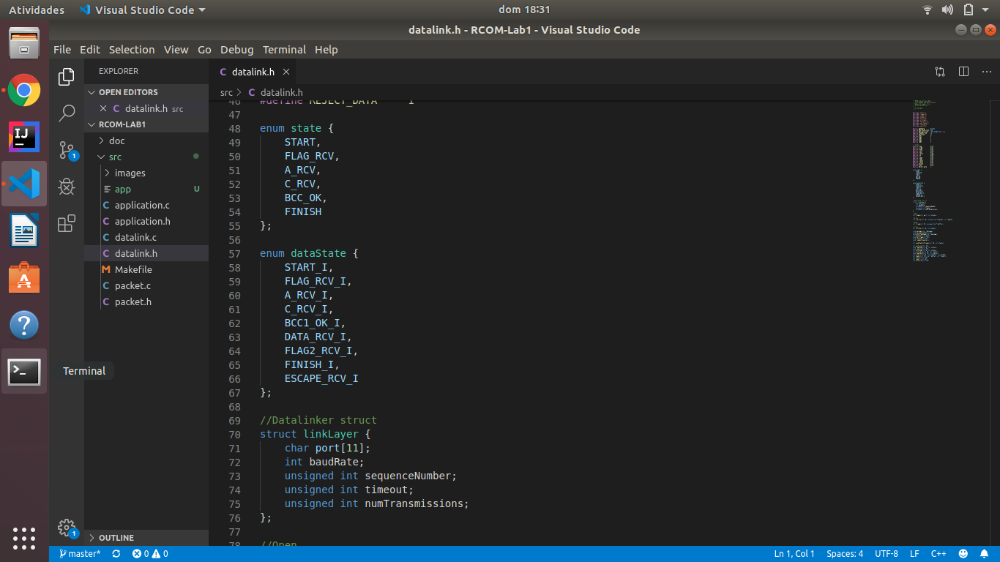 Atividades Visual Studio Code dom 18:31
datalink.h - RCOM-Lab1 - Visual Studio Code
File Edit Selection View Go Debug Terminal Help
EXPLORER
OPEN EDITORS
datalink.h src
RCOM-LAB1
doc
src
images
app U
C application.c
C application.h
C datalink.c
C datalink.h
M Makefile
C packet.c
C packet.h
OUTLINE
1
1
IJ
Terminal
C datalink.h
src > C datalink.h
46 #define REJECT_DATA 1
47
48 enum state {
49 START,
50 FLAG_RCV,
51 A_RCV,
52 C_RCV,
53 BCC_OK,
54 FINISH
55 };
56
57 enum dataState {
58 START_I,
59 FLAG_RCV_I,
60 A_RCV_I,
61 C_RCV_I,
62 BCC1_OK_I,
63 DATA_RCV_I,
64 FLAG2_RCV_I,
65 FINISH_I,
66 ESCAPE_RCV_I
67 };
68
69 //Datalinker struct
70 struct linkLayer {
71 char port[11];
72 int baudRate;
73 unsigned int sequenceNumber;
74 unsigned int timeout;
75 unsigned int numTransmissions;
76 };
77
78 //Open
master* 0 0 Ln 1, Col 1 Spaces: 4 UTF-8 LF C++